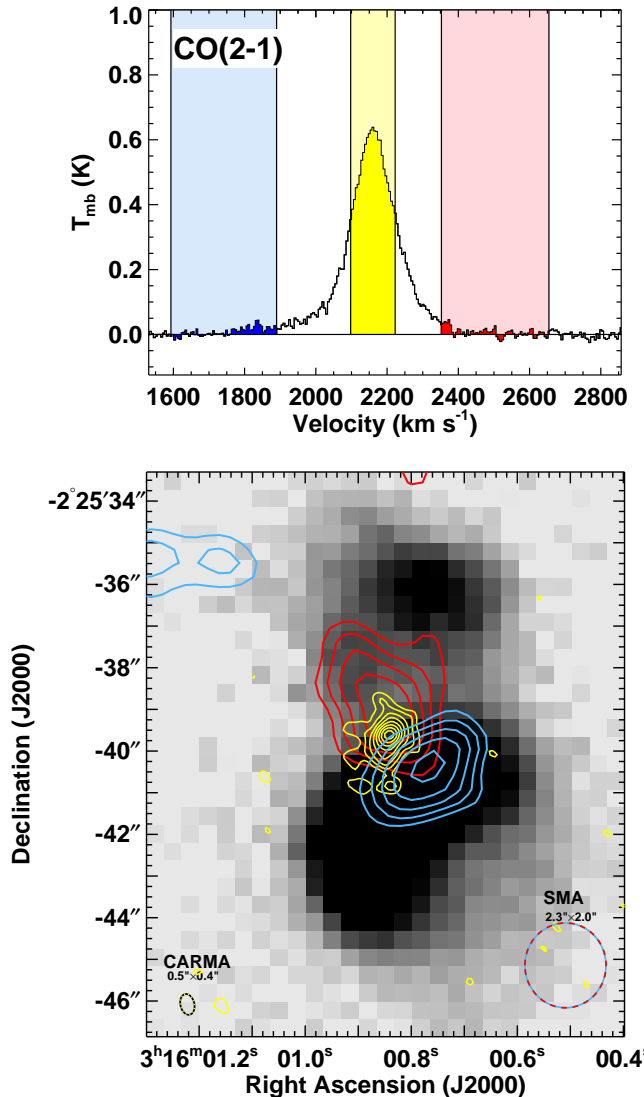 CO(2-1)
1.0
0.8
0.6
0.4
0.2
0.0
T_mb (K)
1600 1800 2000 2200 2400 2600 2800
Velocity (km s⁻¹)
-2°25′34″
-36″
-38″
-40″
-42″
-44″
-46″
Declination (J2000)
SMA
2.3"×2.0"
CARMA
0.5"×0.4"
3ʰ16ᵐ01.2ˢ 01.0ˢ 00.8ˢ 00.6ˢ 00.4ˢ
Right Ascension (J2000)